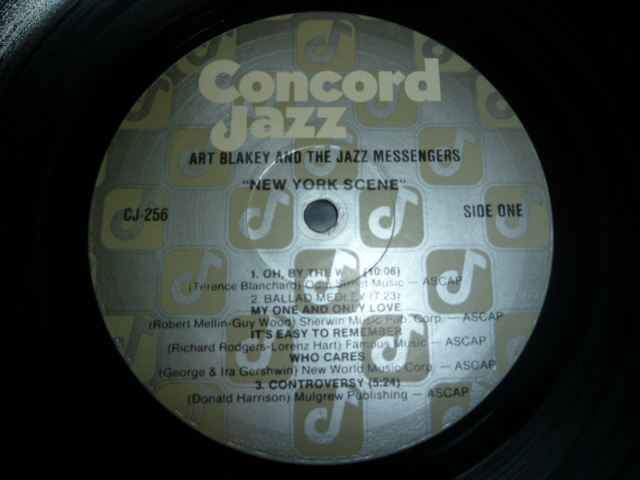 Concord
Jazz
ART BLAKEY AND THE JAZZ MESSENGERS
"NEW YORK SCENE"
CJ-256
SIDE ONE
1. OH, BY THE (10:06)
(Terence Blanchard) Street Music — ASCAP
2. BALLAD MEDLEY (7:23)
MY ONE AND ONLY LOVE
(Robert Mellin-Guy Wood) Sherwin Music Pub. Corp. — ASCAP
IT'S EASY TO REMEMBER
(Richard Rodgers-Lorenz Hart) Famous Music — ASCAP
WHO CARES
(George & Ira Gershwin) New World Music Corp. — ASCAP
3. CONTROVERSY (5:24)
(Donald Harrison) Mulgrew Publishing — ASCAP